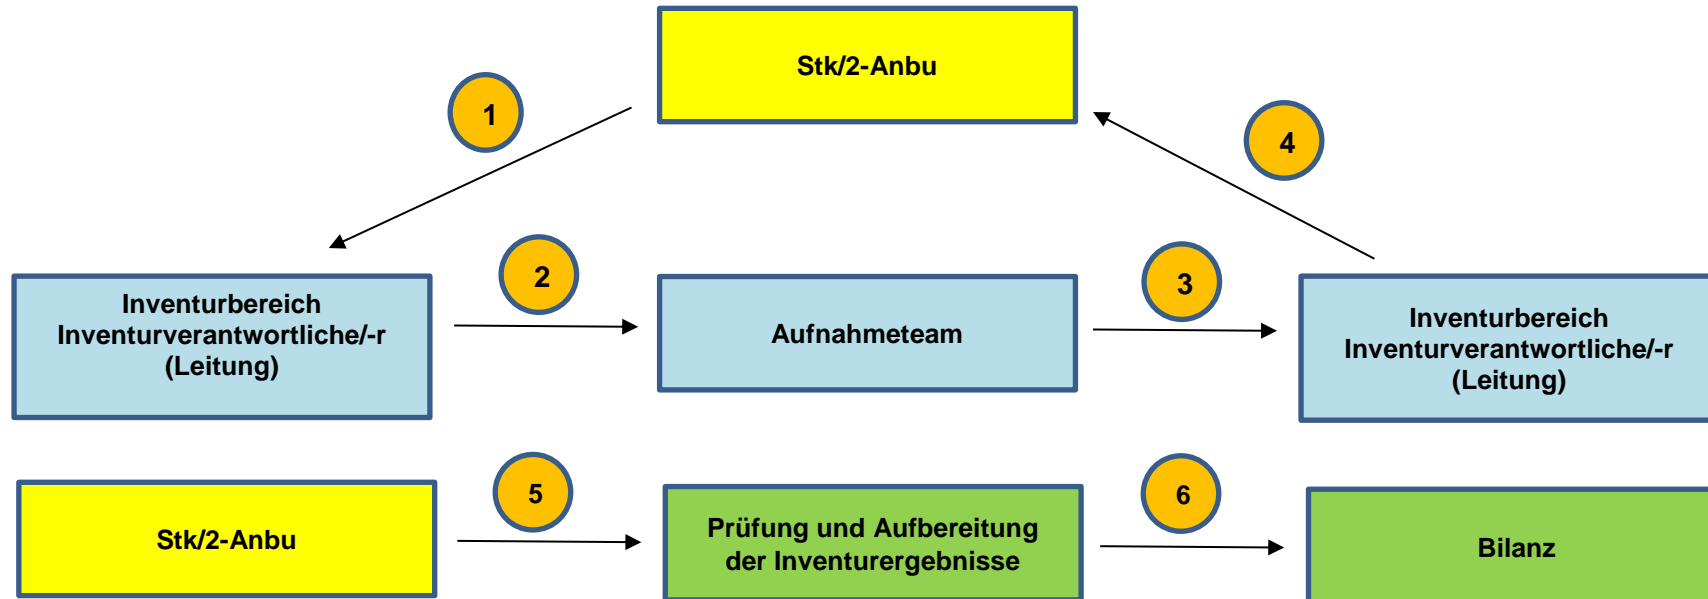 Stk/2-Anbu
1
4
2
3
Inventurbereich
Inventurverantwortliche/-r
(Leitung)
Aufnahmeteam
Inventurbereich
Inventurverantwortliche/-r
(Leitung)
5
6
Stk/2-Anbu
Prüfung und Aufbereitung
der Inventurergebnisse
Bilanz